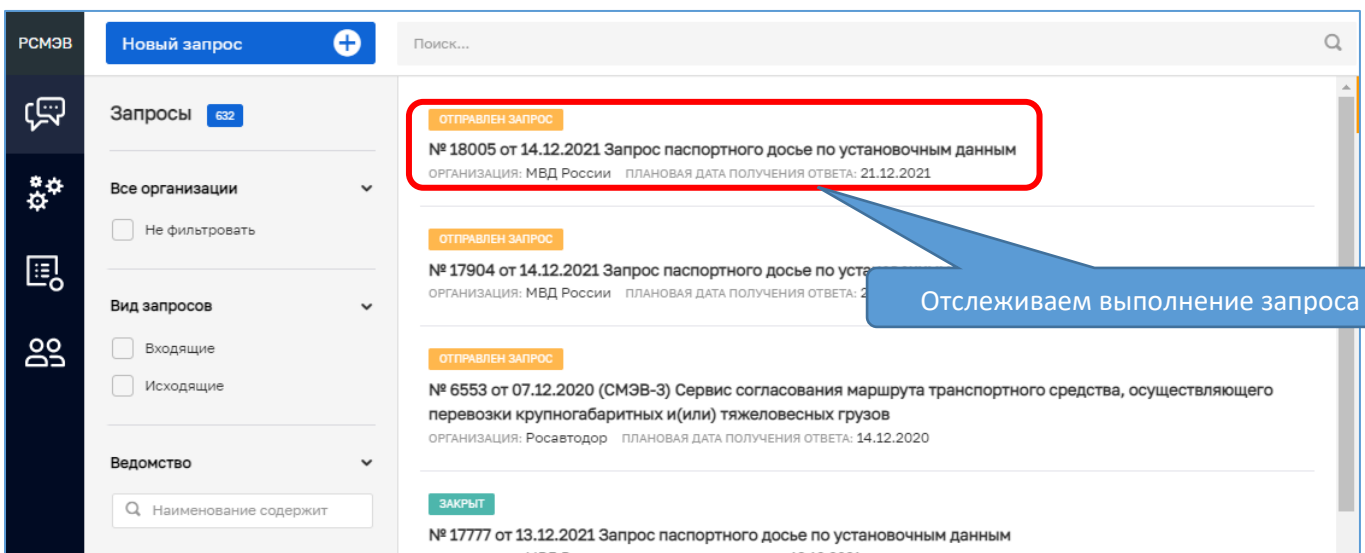 РСМЭВ
Новый запрос
Поиск...
Запросы 632
Все организации
Не фильтровать
Вид запросов
Входящие
Исходящие
Ведомство
Наименование содержит
ОТПРАВЛЕН ЗАПРОС
№ 18005 от 14.12.2021 Запрос паспортного досье по установочным данным
ОРГАНИЗАЦИЯ: МВД России ПЛАНОВАЯ ДАТА ПОЛУЧЕНИЯ ОТВЕТА: 21.12.2021
ОТПРАВЛЕН ЗАПРОС
№ 17904 от 14.12.2021 Запрос паспортного досье по
ОРГАНИЗАЦИЯ: МВД России ПЛАНОВАЯ ДАТА ПОЛУЧЕНИЯ ОТВЕТА:
Отслеживаем выполнение запроса
ОТПРАВЛЕН ЗАПРОС
№ 6553 от 07.12.2020 (СМЭВ-3) Сервис согласования маршрута транспортного средства, осуществляющего
перевозки крупногабаритных и(или) тяжеловесных грузов
ОРГАНИЗАЦИЯ: Росавтодор ПЛАНОВАЯ ДАТА ПОЛУЧЕНИЯ ОТВЕТА: 14.12.2020
ЗАКРЫТ
№ 17777 от 13.12.2021 Запрос паспортного досье по установочным данным